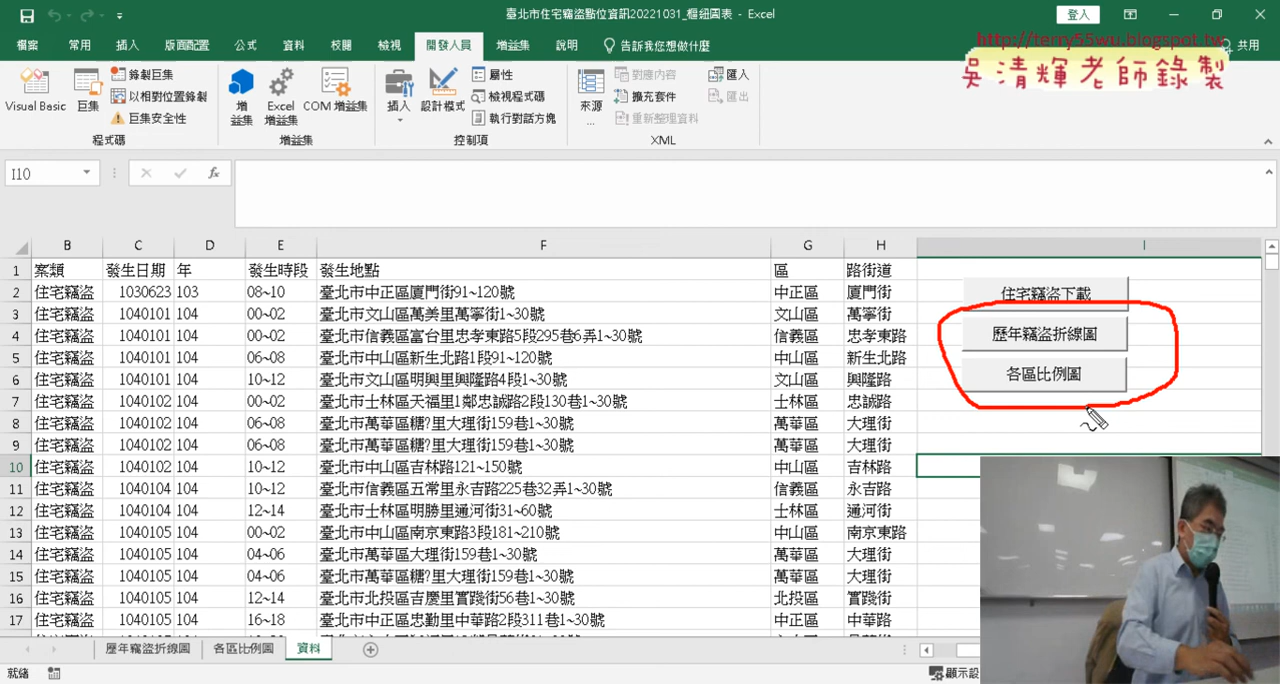 臺北市住宅竊盜點位資訊20221031_樞紐圖表 - Excel
登入
檔案 常用 插入 版面配置 公式 資料 校閱 檢視 開發人員 增益集 說明 告訴我您想做什麼 共用
http://terry55wu.blogspot.tw
吳清輝老師錄製
Visual Basic 巨集 錄製巨集 以相對位置錄製 巨集安全性
程式碼
增益集 Excel 增益集 COM 增益集
增益集
插入 設計模式 屬性 檢視程式碼 執行對話方塊
控制項
來源... 對應內容 擴充套件 重新整理資料 匯入 匯出
XML
I10 fx
B C D E F G H I
1 案類 發生日期 年 發生時段 發生地點 區 路街道
2 住宅竊盜 1030623 103 08~10 臺北市中正區廈門街91~120號 中正區 廈門街
3 住宅竊盜 1040101 104 00~02 臺北市文山區萬美里萬寧街1~30號 文山區 萬寧街
4 住宅竊盜 1040101 104 00~02 臺北市信義區富台里忠孝東路5段295巷6弄1~30號 信義區 忠孝東路
5 住宅竊盜 1040101 104 06~08 臺北市中山區新生北路1段91~120號 中山區 新生北路
6 住宅竊盜 1040101 104 10~12 臺北市文山區明興里興隆路4段1~30號 文山區 興隆路
7 住宅竊盜 1040102 104 00~02 臺北市士林區天福里1鄰忠誠路2段130巷1~30號 士林區 忠誠路
8 住宅竊盜 1040102 104 06~08 臺北市萬華區糖?里大理街159巷1~30號 萬華區 大理街
9 住宅竊盜 1040102 104 06~08 臺北市萬華區糖?里大理街159巷1~30號 萬華區 大理街
10 住宅竊盜 1040102 104 10~12 臺北市中山區吉林路121~150號 中山區 吉林路
11 住宅竊盜 1040104 104 10~12 臺北市信義區五常里永吉路225巷32弄1~30號 信義區 永吉路
12 住宅竊盜 1040104 104 12~14 臺北市士林區明勝里通河街31~60號 士林區 通河街
13 住宅竊盜 1040105 104 00~02 臺北市中山區南京東路3段181~210號 中山區 南京東路
14 住宅竊盜 1040105 104 04~06 臺北市萬華區大理街159巷1~30號 萬華區 大理街
15 住宅竊盜 1040105 104 04~06 臺北市萬華區糖?里大理街159巷1~30號 萬華區 大理街
16 住宅竊盜 1040105 104 12~14 臺北市北投區吉慶里實踐街56巷1~30號 北投區 實踐街
17 住宅竊盜 1040105 104 16~18 臺北市中正區忠勤里中華路2段311巷1~30號 中正區 中華路
住宅竊盜下載
歷年竊盜折線圖
各區比例圖
歷年竊盜折線圖 各區比例圖 資料
就緒 顯示設